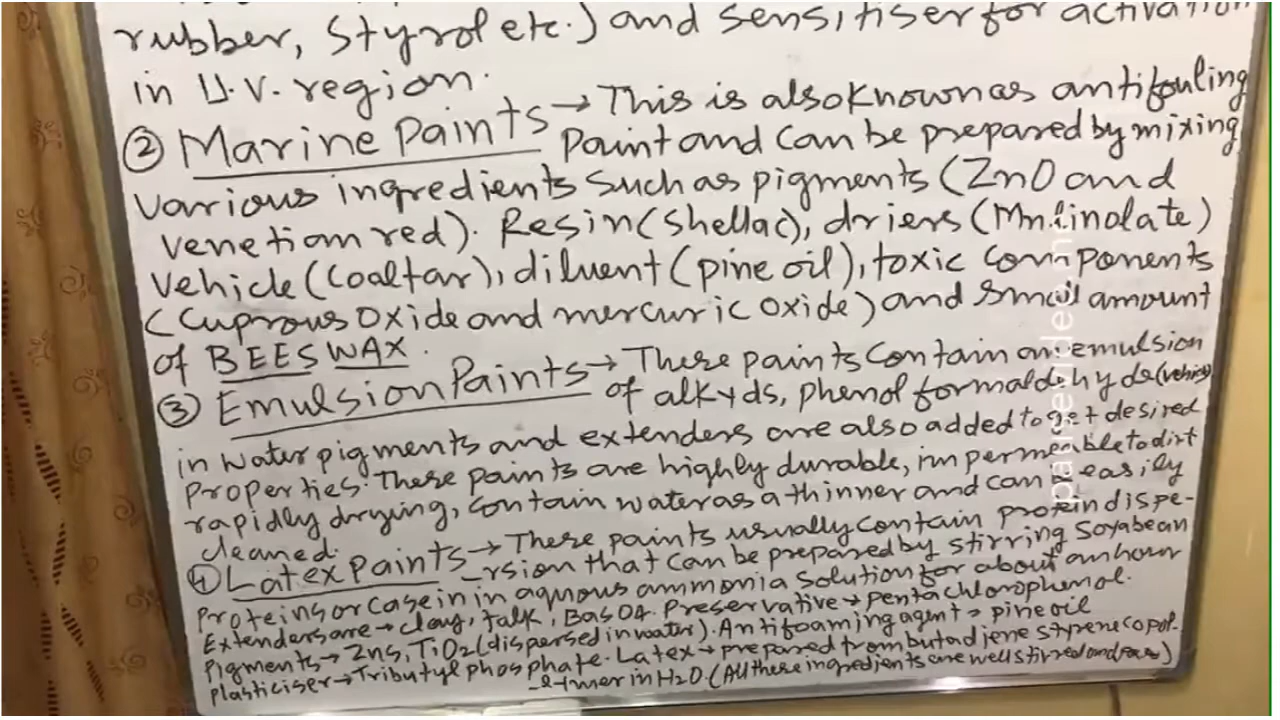 rubber, Styrol etc.) and sensitiser for activation
in U.V. region.
② Marine Paints → This is also known as antifouling
Paint and can be prepared by mixing
various ingredients such as pigments (ZnO and
venetian red). Resin (shellac), driers (Mn.linolate)
vehicle (coaltar), diluent (pine oil), toxic components
(cuprous oxide and mercuric oxide) and small amount
of BEES WAX.
③ Emulsion Paints → These paints contain an emulsion
of alkyds, phenol formaldehyde (vehicle)
in water pigments and extenders are also added to get desired
properties. These paints are highly durable, impermeable to dirt
rapidly drying, contain water as a thinner and can be easily
cleaned.
④ Latex paints → These paints usually contain protein dispe-
-rsion that can be prepared by stirring Soyabean
Proteins or casein in aquous ammonia solution for about an hour
Extenders are → clay, talk, BaSO4. Preservative → pentachlorophenol.
Pigments → ZnS, TiO2 (dispersed in water). Antifoaming agent → pine oil
plasticiser → Tributyl phosphate. Latex → prepared from butadiene styrene copol-
-ymer in H2O. (All these ingredients are well stirred and)